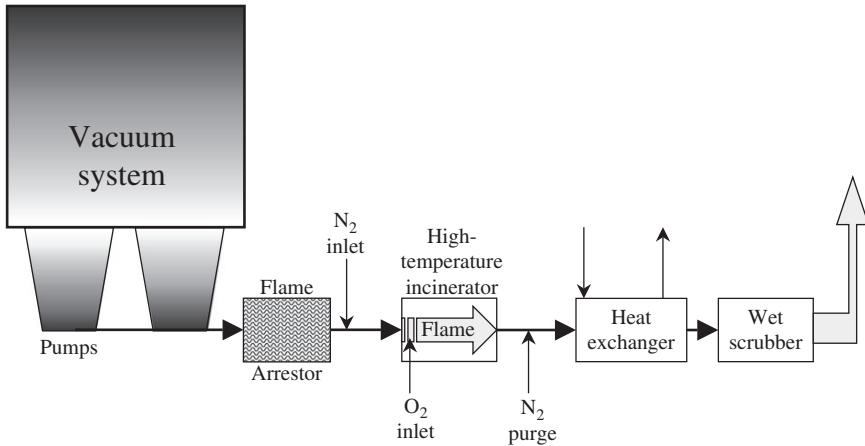 Vacuum
system
Pumps
Flame
Arrestor
N₂
inlet
High-
temperature
incinerator
Flame
O₂
inlet
N₂
purge
Heat
exchanger
Wet
scrubber